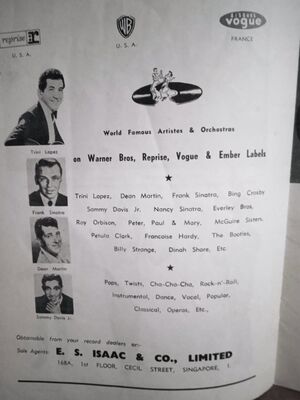 reprise
U. S. A.
WB
U. S. A.
DISQUES
vogue
FRANCE
World Famous Artistes & Orchestras
on Warner Bros, Reprise, Vogue & Ember Labels
Trini Lopez
Frank Sinatra
Dean Martin
Sammy Davis Jr.
Trini Lopez, Dean Martin, Frank Sinatra, Bing Crosby
Sammy Davis Jr. Nancy Sinatra, Everley Bros,
Roy Orbison, Peter, Paul & Mary, McGuire Sisters.
Petula Clark, Francoise Hardy, The Bootles,
Billy Strange, Dinah Shore, Etc.
Pops, Twists, Cha-Cha-Cha, Rock-n'-Roll,
Instrumental, Dance, Vocal, Popular,
Classical, Operas, Etc.,
Obtainable from your record dealers or:-
Sole Agents: E. S. ISAAC & CO., LIMITED
168A, 1st FLOOR, CECIL STREET, SINGAPORE, 1.